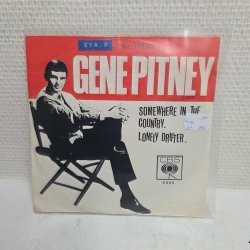 GENE PITNEY
SOMEWHERE IN THE
COUNTRY.
LONELY DRIFTER.
CBS